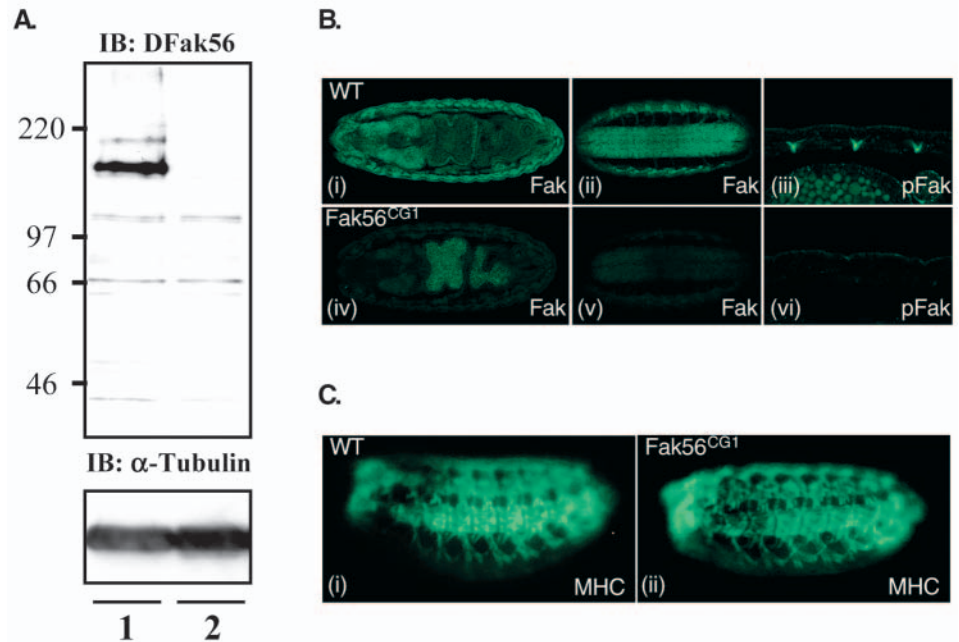 A.
IB: DFak56
220
97
66
46
IB: α-Tubulin
1 2
B.
WT
(i) Fak
(ii) Fak
(iii) pFak
Fak56CG1
(iv) Fak
(v) Fak
(vi) pFak
C.
WT
(i) MHC
Fak56CG1
(ii) MHC